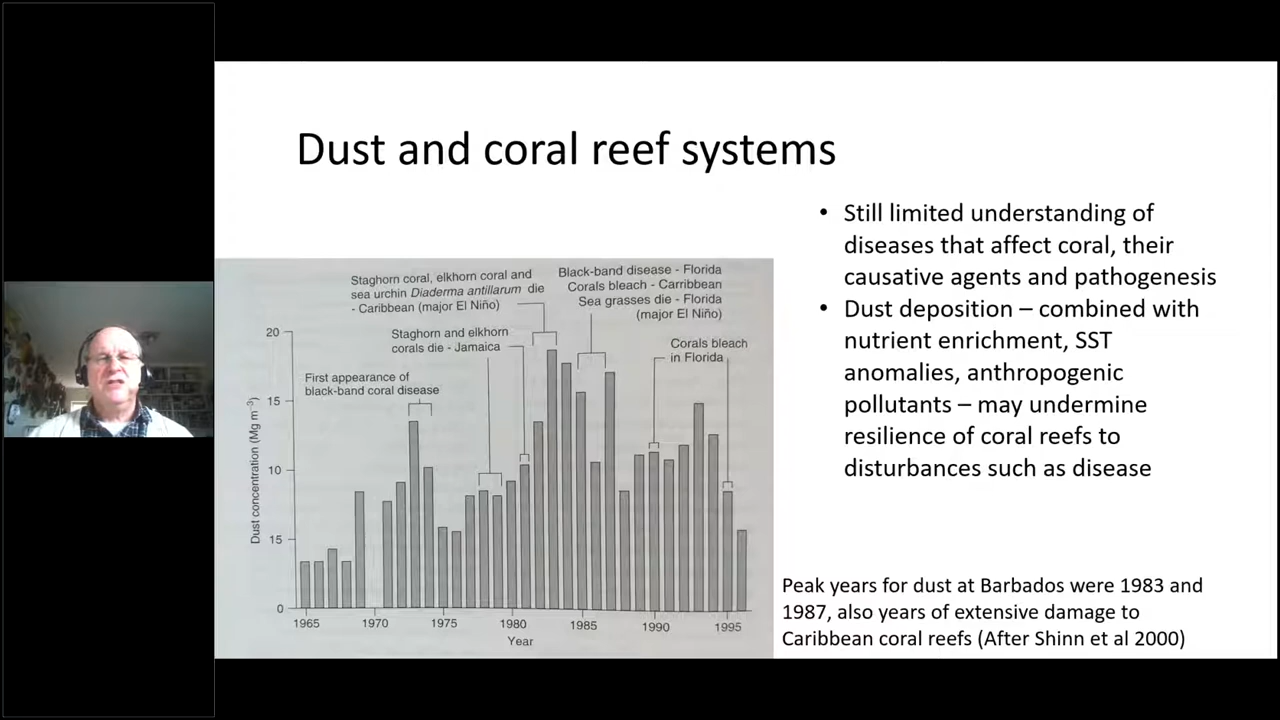 Dust and coral reef systems
• Still limited understanding of
diseases that affect coral, their
causative agents and pathogenesis
• Dust deposition – combined with
nutrient enrichment, SST
anomalies, anthropogenic
pollutants – may undermine
resilience of coral reefs to
disturbances such as disease
Staghorn coral, elkhorn coral and
sea urchin Diaderma antillarum die
- Caribbean (major El Niño)
Black-band disease - Florida
Corals bleach - Carribbean
Sea grasses die - Florida
(major El Niño)
Staghorn and elkhorn
corals die - Jamaica
Corals bleach
in Florida
First appearance of
black-band coral disease
Dust concentration (Mg m⁻³)
20
15
10
15
0
1965 1970 1975 1980 1985 1990 1995
Year
Peak years for dust at Barbados were 1983 and
1987, also years of extensive damage to
Caribbean coral reefs (After Shinn et al 2000)